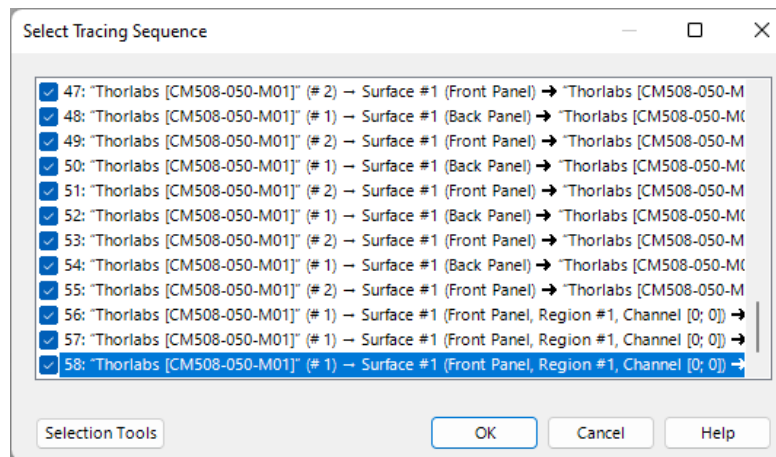 Select Tracing Sequence
47: "Thorlabs [CM508-050-M01]" (# 2) → Surface #1 (Front Panel) ➔ "Thorlabs [CM508-050-M
48: "Thorlabs [CM508-050-M01]" (# 1) → Surface #1 (Back Panel) ➔ "Thorlabs [CM508-050-M0
49: "Thorlabs [CM508-050-M01]" (# 2) → Surface #1 (Front Panel) ➔ "Thorlabs [CM508-050-M
50: "Thorlabs [CM508-050-M01]" (# 1) → Surface #1 (Back Panel) ➔ "Thorlabs [CM508-050-M0
51: "Thorlabs [CM508-050-M01]" (# 2) → Surface #1 (Front Panel) ➔ "Thorlabs [CM508-050-M
52: "Thorlabs [CM508-050-M01]" (# 1) → Surface #1 (Back Panel) ➔ "Thorlabs [CM508-050-M0
53: "Thorlabs [CM508-050-M01]" (# 2) → Surface #1 (Front Panel) ➔ "Thorlabs [CM508-050-M
54: "Thorlabs [CM508-050-M01]" (# 1) → Surface #1 (Back Panel) ➔ "Thorlabs [CM508-050-M0
55: "Thorlabs [CM508-050-M01]" (# 2) → Surface #1 (Front Panel) ➔ "Thorlabs [CM508-050-M
56: "Thorlabs [CM508-050-M01]" (# 1) → Surface #1 (Front Panel, Region #1, Channel [0; 0]) ➔
57: "Thorlabs [CM508-050-M01]" (# 1) → Surface #1 (Front Panel, Region #1, Channel [0; 0]) ➔
58: "Thorlabs [CM508-050-M01]" (# 1) → Surface #1 (Front Panel, Region #1, Channel [0; 0]) ➔
Selection Tools OK Cancel Help